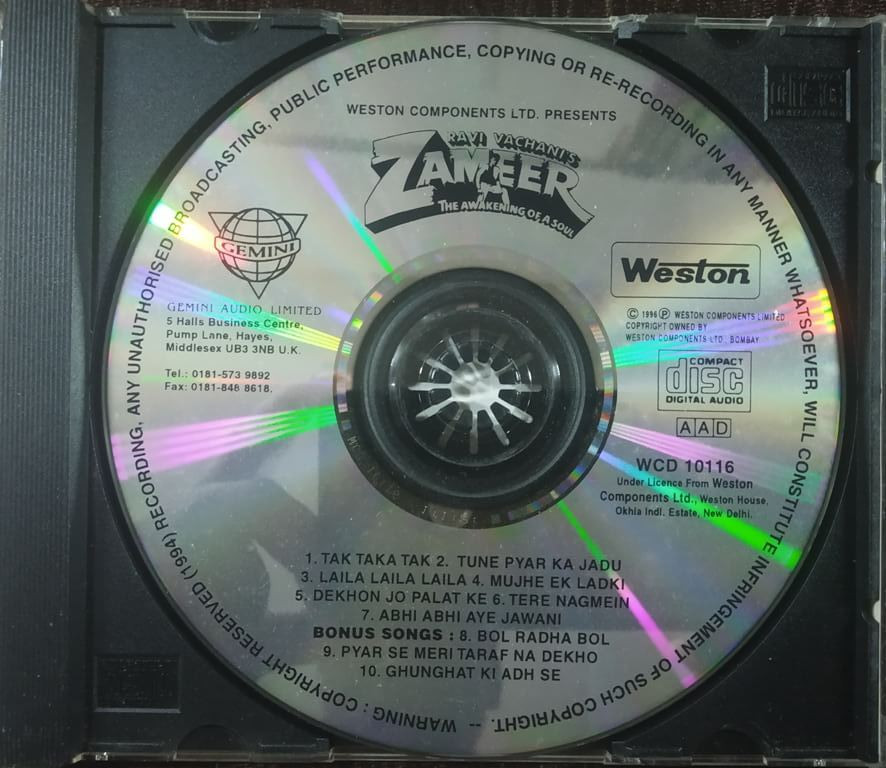 WARNING : COPYRIGHT RESERVED (1994) RECORDING, ANY UNAUTHORISED BROADCASTING, PUBLIC PERFORMANCE, COPYING OR RE-RECORDING IN ANY MANNER WHATSOEVER, WILL CONSTITUTE INFRINGEMENT OF SUCH COPYRIGHT. --
WESTON COMPONENTS LTD. PRESENTS
RAVI VACHANI'S
ZAMEER
THE AWAKENING OF A SOUL
GEMINI
GEMINI AUDIO LIMITED
5 Halls Business Centre,
Pump Lane, Hayes,
Middlesex UB3 3NB U.K.
Tel.: 0181-573 9892
Fax: 0181-848 8618.
Weston
© 1996 ℗ WESTON COMPONENTS LIMITED
COPYRIGHT OWNED BY
WESTON COMPONENTS LTD., BOMBAY
COMPACT
disc
DIGITAL AUDIO
AAD
WCD 10116
Under Licence From Weston
Components Ltd., Weston House,
Okhla Indl. Estate, New Delhi.
1. TAK TAKA TAK 2. TUNE PYAR KA JADU
3. LAILA LAILA LAILA 4. MUJHE EK LADKI
5. DEKHON JO PALAT KE 6. TERE NAGMEIN
7. ABHI ABHI AYE JAWANI
BONUS SONGS : 8. BOL RADHA BOL
9. PYAR SE MERI TARAF NA DEKHO
10. GHUNGHAT KI ADH SE